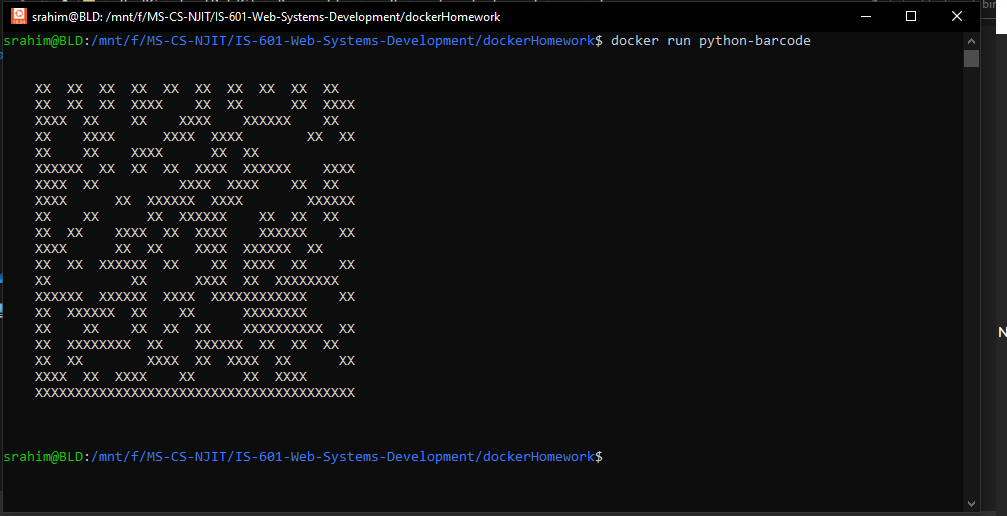 srahim@BLD: /mnt/f/MS-CS-NJIT/IS-601-Web-Systems-Development/dockerHomework
srahim@BLD:/mnt/f/MS-CS-NJIT/IS-601-Web-Systems-Development/dockerHomework$ docker run python-barcode
XX  XX  XX  XX  XX  XX  XX  XX  XX  XX
XX  XX  XX  XXXX    XX  XX      XX  XXXX
XXXX  XX    XX    XXXX    XXXXXX    XX
XX    XXXX      XXXX  XXXX        XX  XX
XX    XX    XXXX      XX  XX
XXXXXX  XX  XX  XX  XXXX  XXXXXX    XXXX
XXXX  XX          XXXX  XXXX    XX  XX
XXXX      XX  XXXXXX  XXXX        XXXXXX
XX    XX      XX  XXXXXX    XX  XX  XX
XX  XX    XXXX  XX  XXXX    XXXXXX    XX
XXXX      XX  XX    XXXX  XXXXXX  XX
XX  XX  XXXXXX  XX    XX  XXXX  XX    XX
XX          XX      XXXX  XX  XXXXXXXX
XXXXXX  XXXXXX  XXXX  XXXXXXXXXXXX    XX
XX  XXXXXX  XX    XX      XXXXXXXX
XX    XX    XX  XX  XX    XXXXXXXXXX  XX
XX  XXXXXXXX  XX    XXXXXX  XX  XX  XX
XX  XX        XXXX  XX  XXXX  XX      XX
XXXX  XX  XXXX    XX      XX  XXXX
XXXXXXXXXXXXXXXXXXXXXXXXXXXXXXXXXXXXXXXX
srahim@BLD:/mnt/f/MS-CS-NJIT/IS-601-Web-Systems-Development/dockerHomework$